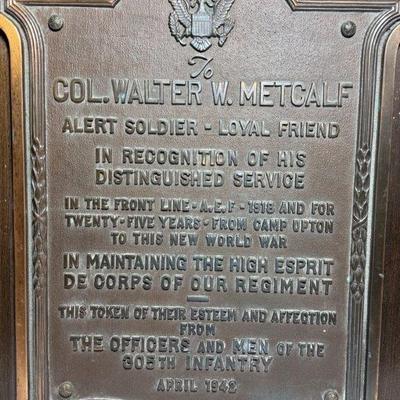 To
COL. WALTER W. METCALF
ALERT SOLDIER - LOYAL FRIEND
IN RECOGNITION OF HIS
DISTINGUISHED SERVICE
IN THE FRONT LINE - A.E.F - 1918 AND FOR
TWENTY-FIVE YEARS - FROM CAMP UPTON
TO THIS NEW WORLD WAR
IN MAINTAINING THE HIGH ESPRIT
DE CORPS OF OUR REGIMENT
THIS TOKEN OF THEIR ESTEEM AND AFFECTION
FROM
THE OFFICERS AND MEN OF THE
305TH INFANTRY
APRIL 1942